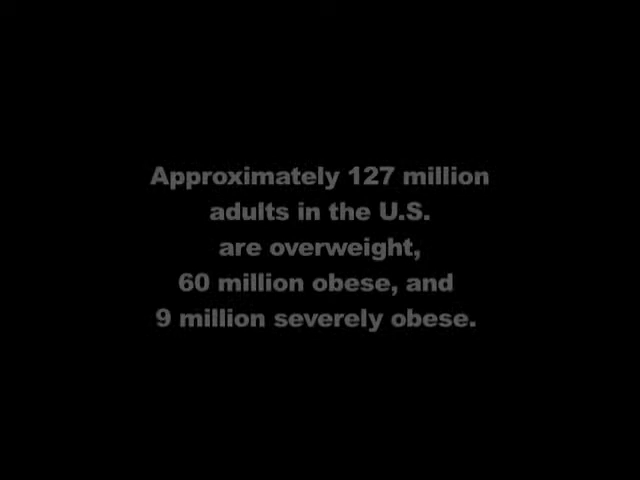 Approximately 127 million
adults in the U.S.
are overweight,
60 million obese, and
9 million severely obese.